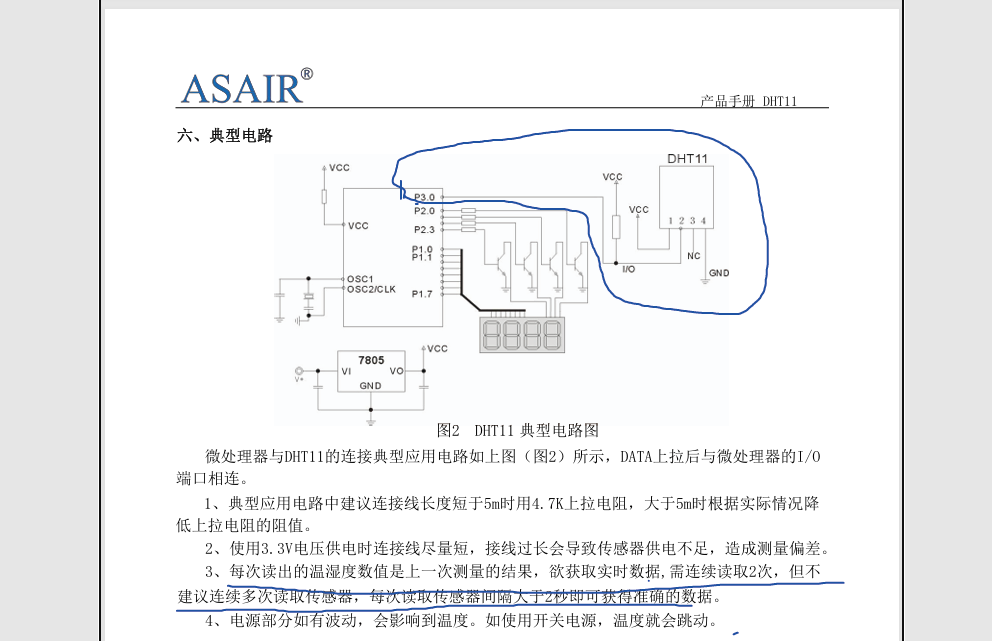 ASAIR®
产品手册 DHT11
六、典型电路
DHT11
VCC
VCC
VCC
P3.0
P2.0
P2.3
VCC
1 2 3 4
NC
I/O
GND
P1.0
P1.1
OSC1
OSC2/CLK
P1.7
VCC
7805
VI
VO
GND
V+
图2 DHT11 典型电路图
微处理器与DHT11的连接典型应用电路如上图（图2）所示，DATA上拉后与微处理器的I/O
端口相连。
1、典型应用电路中建议连接线长度短于5m时用4.7K上拉电阻，大于5m时根据实际情况降
低上拉电阻的阻值。
2、使用3.3V电压供电时连接线尽量短，接线过长会导致传感器供电不足，造成测量偏差。
3、每次读出的温湿度数值是上一次测量的结果，欲获取实时数据,需连续读取2次，但不
建议连续多次读取传感器，每次读取传感器间隔大于2秒即可获得准确的数据。
4、电源部分如有波动，会影响到温度。如使用开关电源，温度就会跳动。